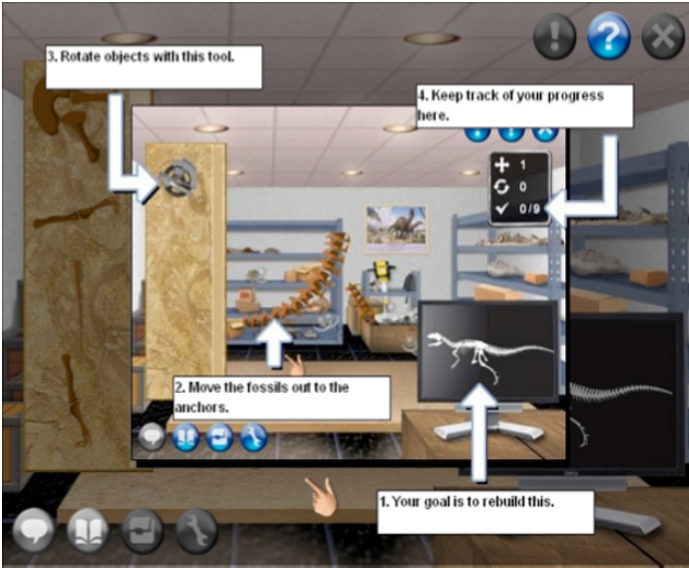 3. Rotate objects with this tool.
4. Keep track of your progress
here.
1
0
0/9
2. Move the fossils out to the
anchors.
1. Your goal is to rebuild this.